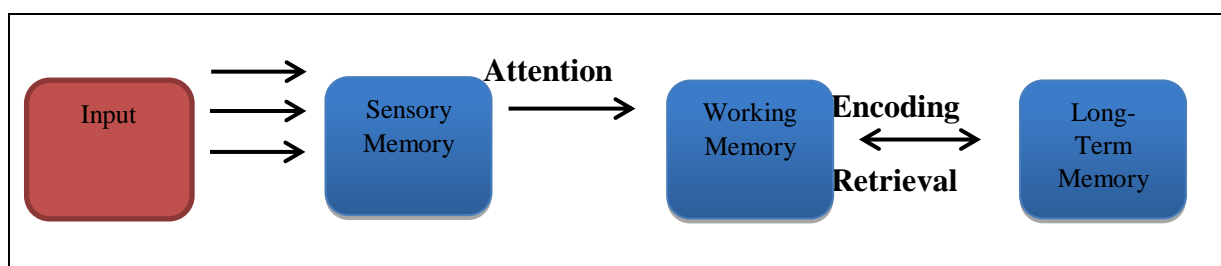 Input
Sensory
Memory
Attention
Working
Memory
Encoding
Retrieval
Long-
Term
Memory